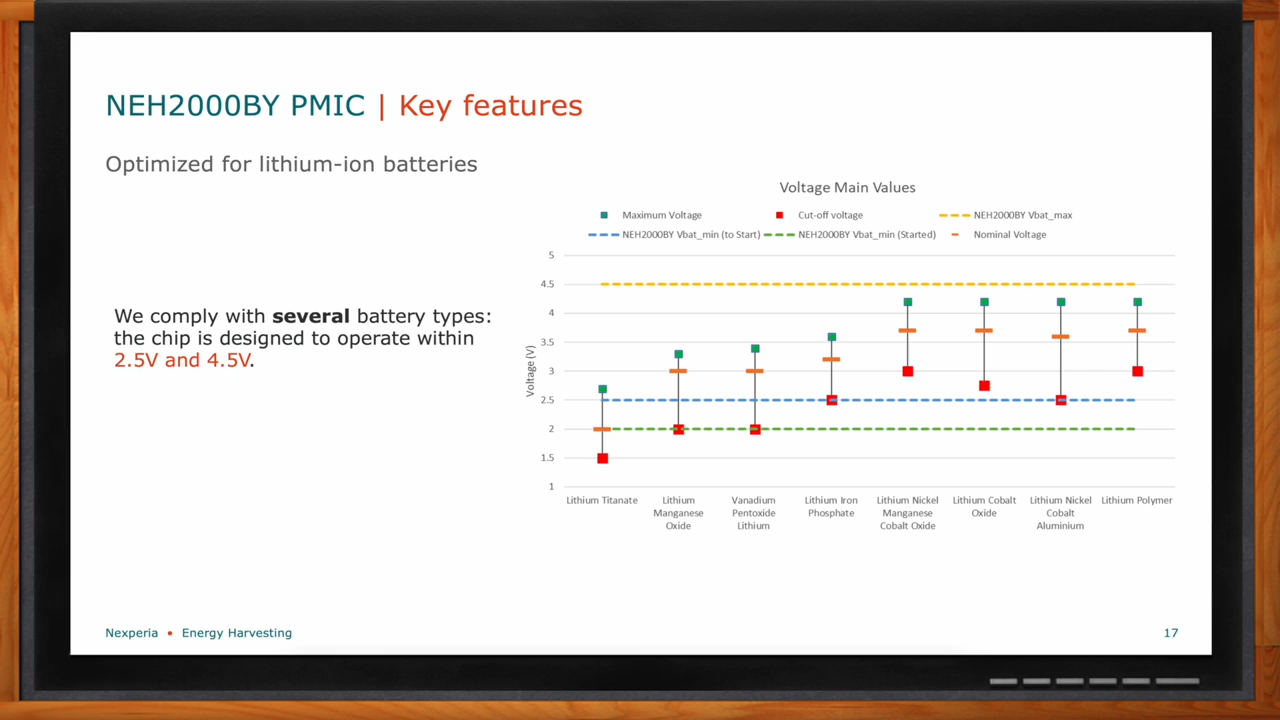 NEH2000BY PMIC | Key features
Optimized for lithium-ion batteries
We comply with several battery types:
the chip is designed to operate within
2.5V and 4.5V.
Voltage Main Values
Maximum Voltage
Cut-off voltage
NEH2000BY Vbat_max
NEH2000BY Vbat_min (to Start)
NEH2000BY Vbat_min (Started)
Nominal Voltage
Voltage (V)
5
4.5
4
3.5
3
2.5
2
1.5
1
Lithium Titanate
Lithium
Manganese
Oxide
Vanadium
Pentoxide
Lithium
Lithium Iron
Phosphate
Lithium Nickel
Manganese
Cobalt Oxide
Lithium Cobalt
Oxide
Lithium Nickel
Cobalt
Aluminium
Lithium Polymer
Nexperia • Energy Harvesting
17